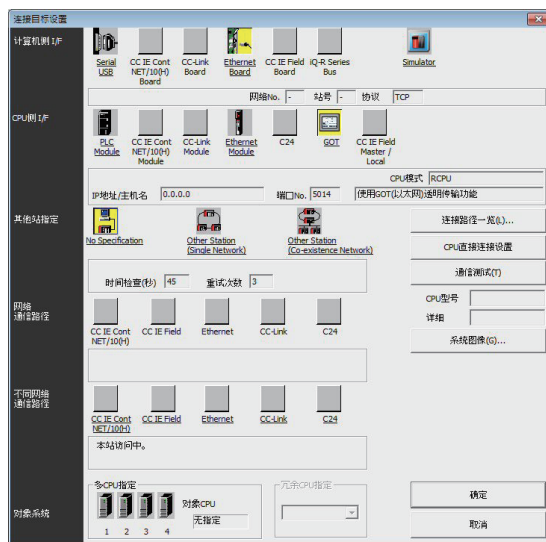 连接目标设置
计算机侧 I/F
Serial USB
CC IE Cont NET/10(H) Board
CC-Link Board
Ethernet Board
CC IE Field Board
iQ-R Series Bus
Simulator
网络No. - 站号 - 协议 TCP
CPU侧 I/F
PLC Module
CC IE Cont NET/10(H) Module
CC-Link Module
Ethernet Module
C24
GOT
CC IE Field Master / Local
CPU模式 RCPU
IP地址/主机名 0.0.0.0 端口No. 5014 (使用GOT(以太网)透明传输功能
其他站指定
No Specification
Other Station (Single Network)
Other Station (Co-existence Network)
连接路径一览(L)...
CPU直接连接设置
时间检查(秒) 45 重试次数 3
通信测试(T)
CPU型号
详细
网络通信路径
CC IE Cont NET/10(H)
CC IE Field
Ethernet
CC-Link
C24
系统图像(G)...
不同网络通信路径
CC IE Cont NET/10(H)
CC IE Field
Ethernet
CC-Link
C24
本站访问中。
对象系统
多CPU指定
1 2 3 4
对象CPU
无指定
冗余CPU指定
确定
取消